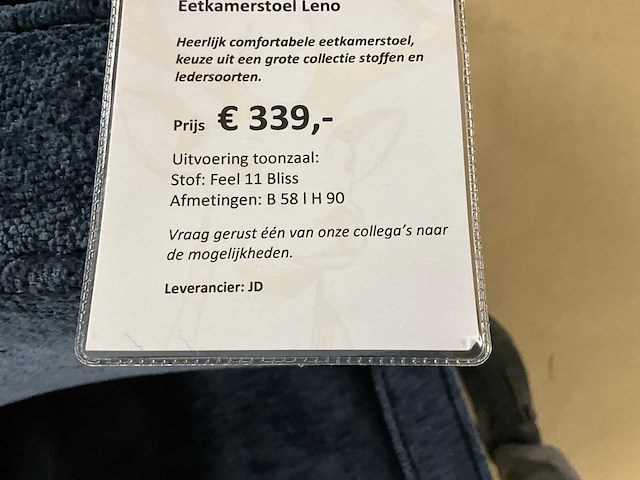 Eetkamerstoel Leno
Heerlijk comfortabele eetkamerstoel,
keuze uit een grote collectie stoffen en
ledersoorten.
Prijs € 339,-
Uitvoering toonzaal:
Stof: Feel 11 Bliss
Afmetingen: B 58 l H 90
Vraag gerust één van onze collega's naar
de mogelijkheden.
Leverancier: JD